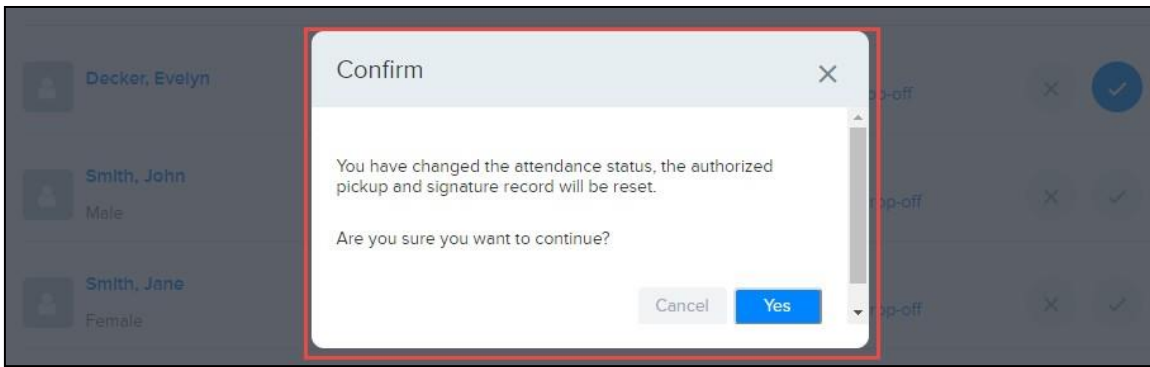 Confirm
Decker, Evelyn
You have changed the attendance status, the authorized
pickup and signature record will be reset.
Smith, John
Male
Are you sure you want to continue?
Smith, Jane
Female
Cancel
Yes